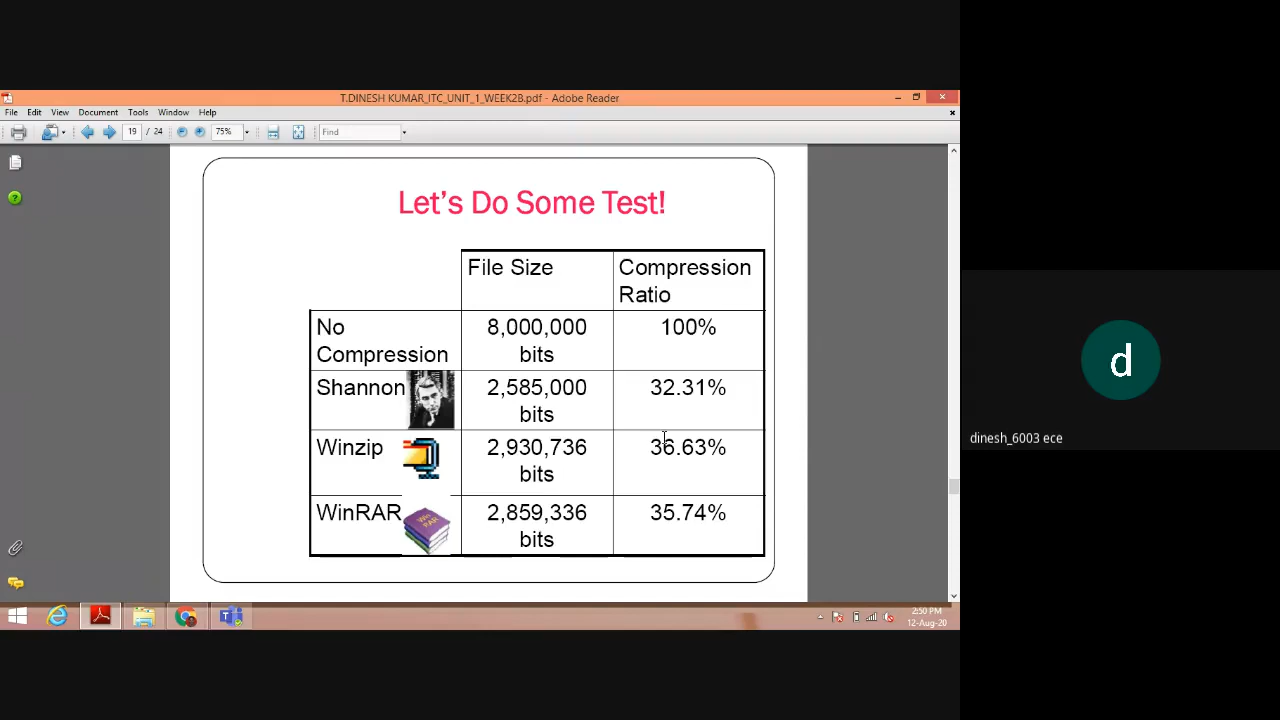 T.DINESH KUMAR_ITC_UNIT_1_WEEK2B.pdf - Adobe Reader
File Edit View Document Tools Window Help
19 / 24 75% Find
Let's Do Some Test!
File Size Compression
Ratio
No
Compression
8,000,000
bits
100%
Shannon 2,585,000
bits
32.31%
Winzip 2,930,736
bits
36.63%
WinRAR 2,859,336
bits
35.74%
d
dinesh_6003 ece
2:50 PM
12-Aug-20